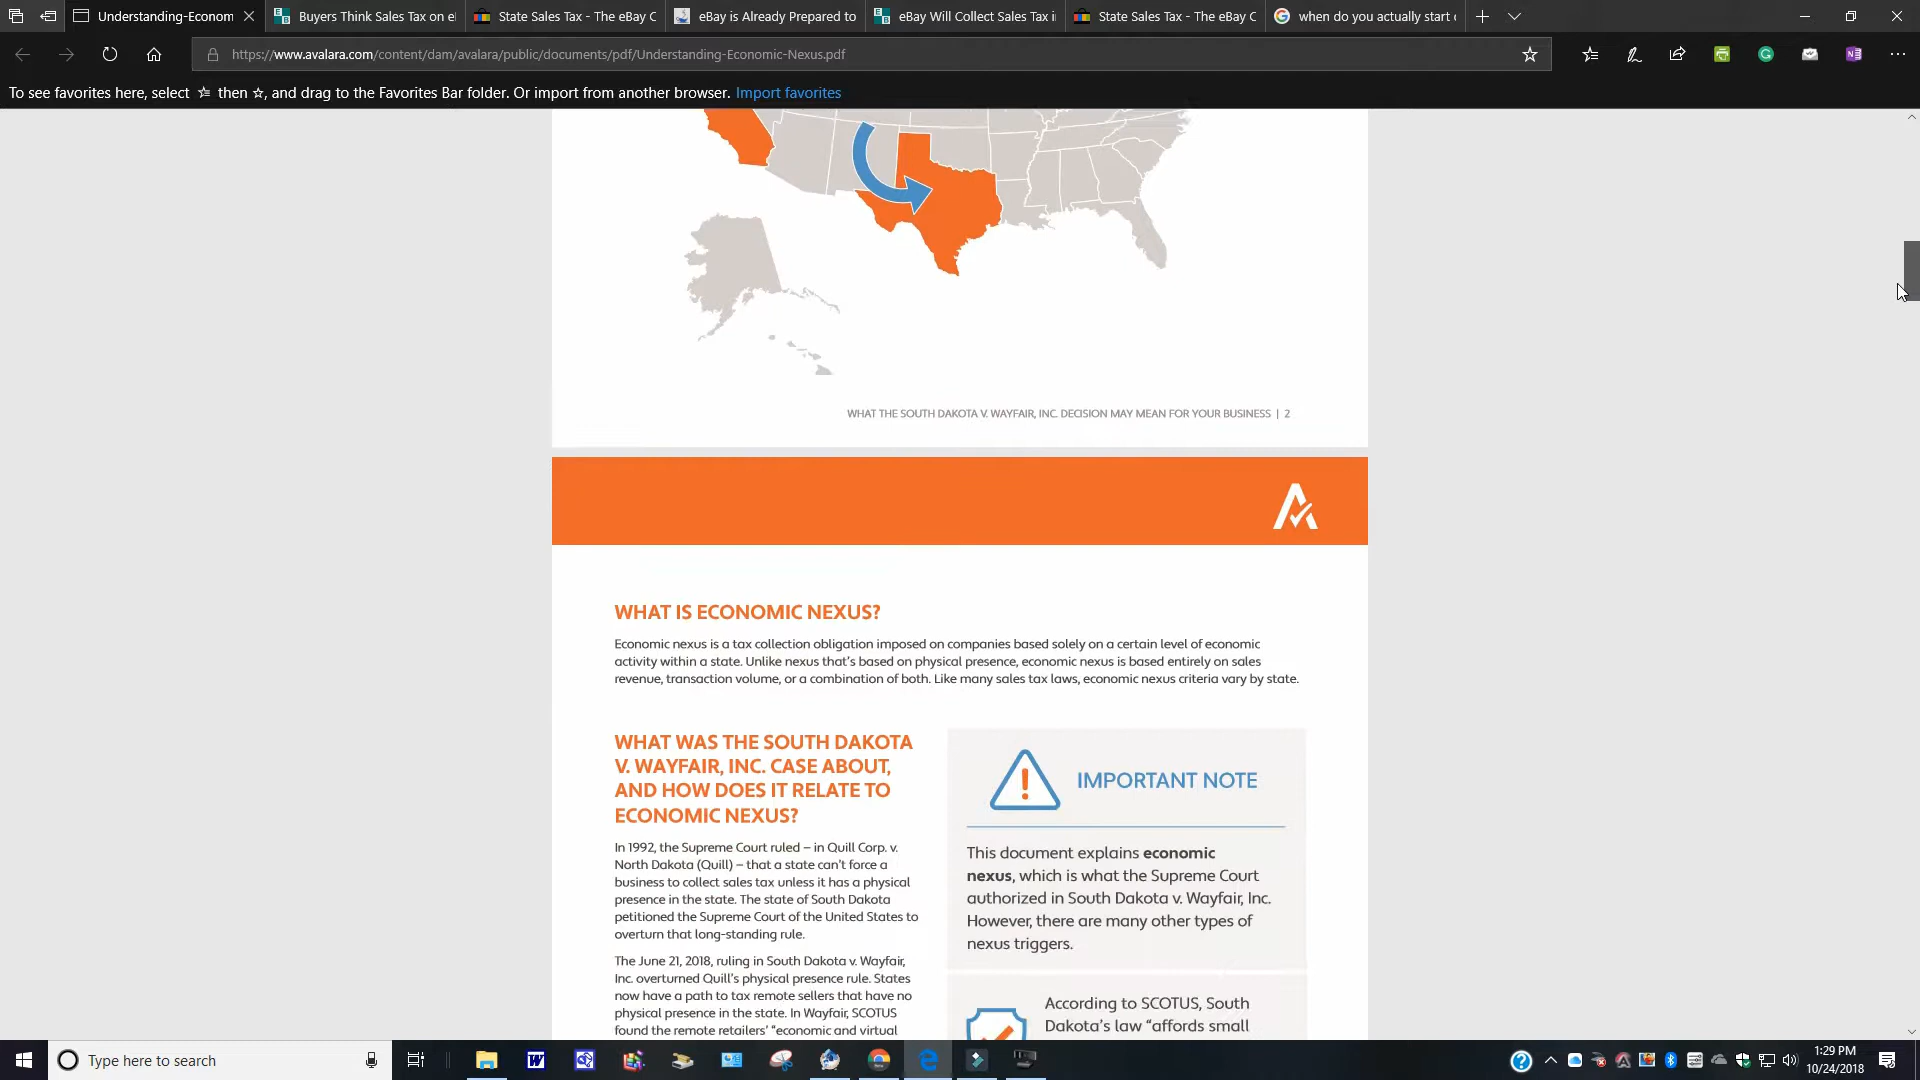 Understanding-Econom
Buyers Think Sales Tax on el
State Sales Tax - The eBay C
eBay is Already Prepared to
eBay Will Collect Sales Tax i
State Sales Tax - The eBay C
when do you actually start
https://www.avalara.com/content/dam/avalara/public/documents/pdf/Understanding-Economic-Nexus.pdf
To see favorites here, select then , and drag to the Favorites Bar folder. Or import from another browser. Import favorites
WHAT THE SOUTH DAKOTA V. WAYFAIR, INC. DECISION MAY MEAN FOR YOUR BUSINESS | 2
WHAT IS ECONOMIC NEXUS?
Economic nexus is a tax collection obligation imposed on companies based solely on a certain level of economic
activity within a state. Unlike nexus that's based on physical presence, economic nexus is based entirely on sales
revenue, transaction volume, or a combination of both. Like many sales tax laws, economic nexus criteria vary by state.
WHAT WAS THE SOUTH DAKOTA
V. WAYFAIR, INC. CASE ABOUT,
AND HOW DOES IT RELATE TO
ECONOMIC NEXUS?
In 1992, the Supreme Court ruled – in Quill Corp. v.
North Dakota (Quill) – that a state can't force a
business to collect sales tax unless it has a physical
presence in the state. The state of South Dakota
petitioned the Supreme Court of the United States to
overturn that long-standing rule.
The June 21, 2018, ruling in South Dakota v. Wayfair,
Inc. overturned Quill's physical presence rule. States
now have a path to tax remote sellers that have no
physical presence in the state. In Wayfair, SCOTUS
found the remote retailers' "economic and virtual
IMPORTANT NOTE
This document explains economic
nexus, which is what the Supreme Court
authorized in South Dakota v. Wayfair, Inc.
However, there are many other types of
nexus triggers.
According to SCOTUS, South
Dakota's law "affords small
Type here to search
1:29 PM
10/24/2018